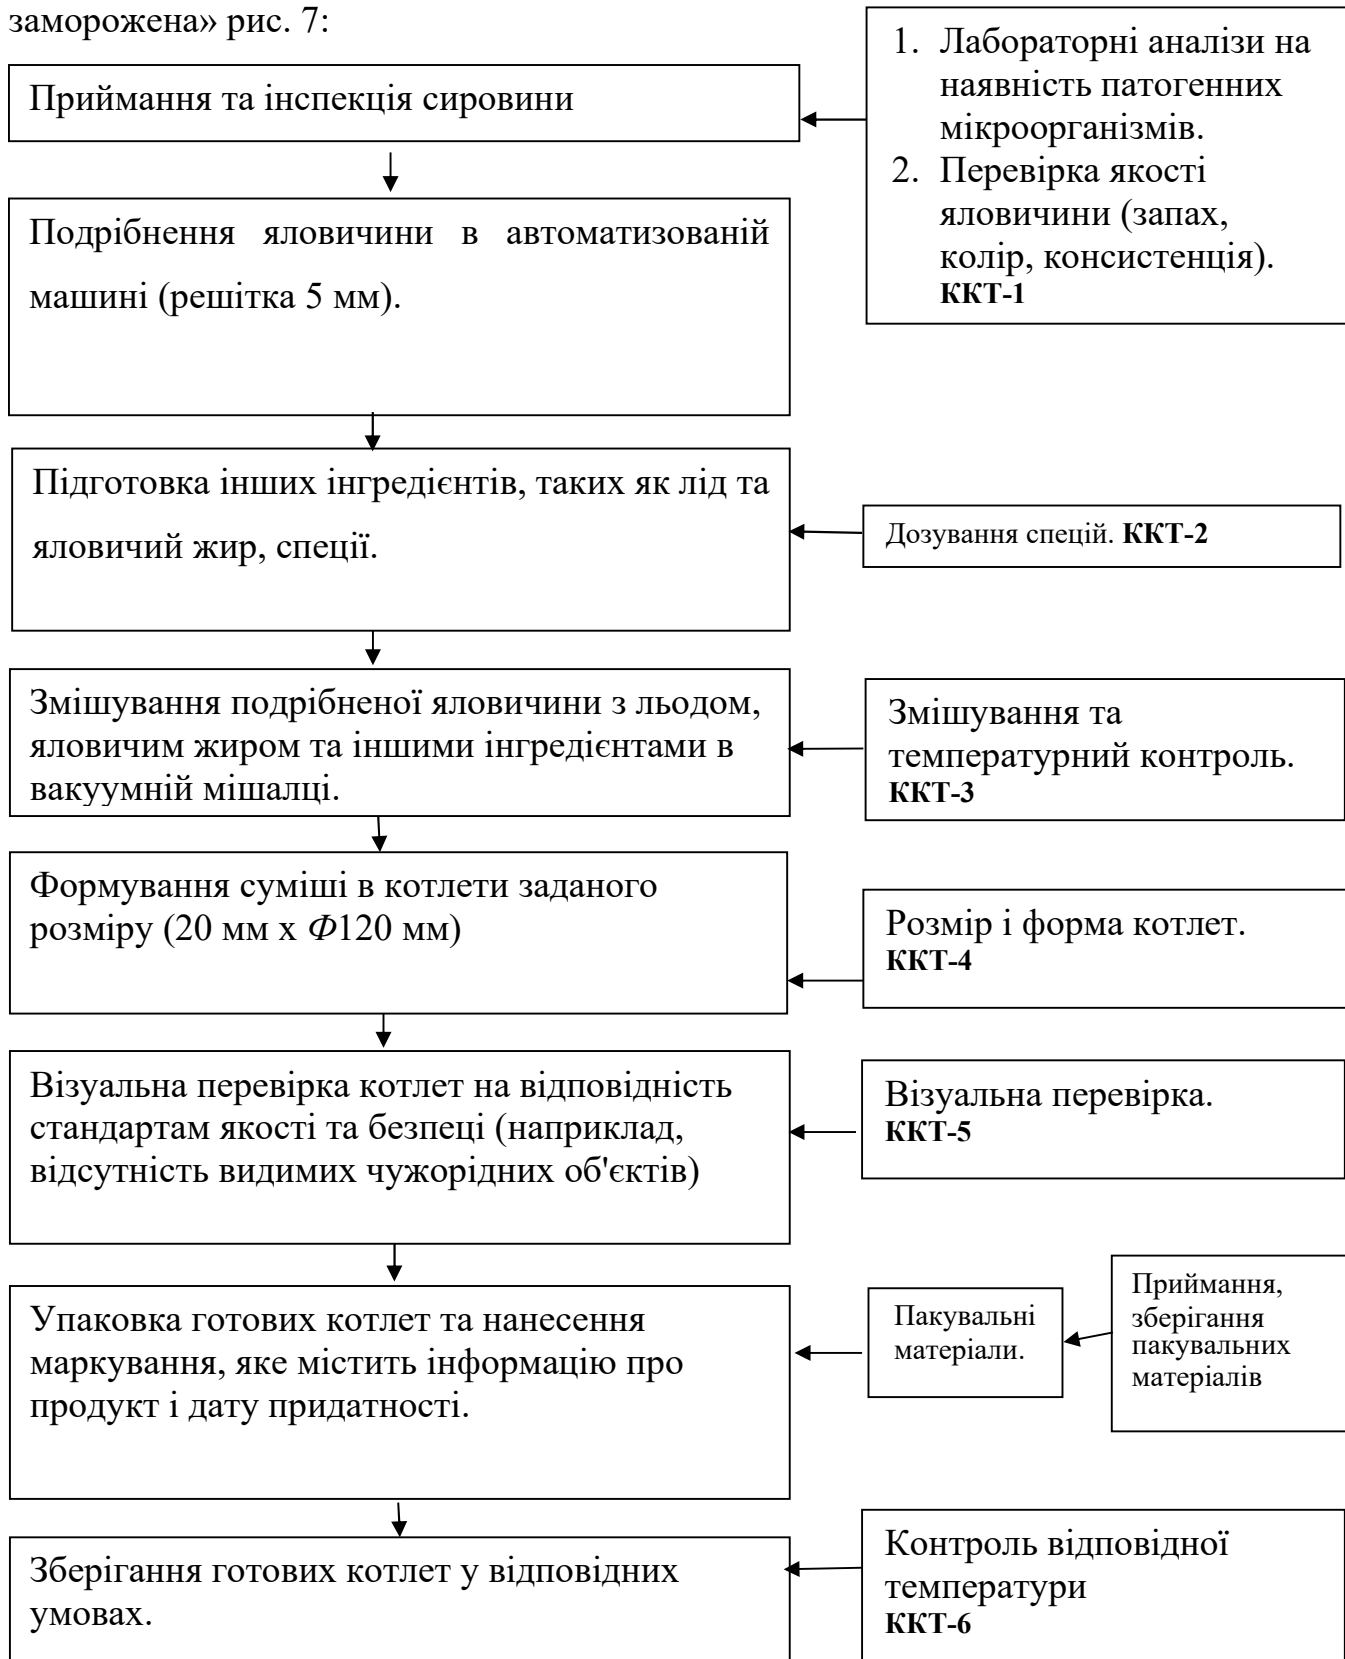 заморожена» рис. 7:
Приймання та інспекція сировини
1. Лабораторні аналізи на
наявність патогенних
мікроорганізмів.
2. Перевірка якості
яловичини (запах,
колір, консистенція).
ККТ-1
Подрібнення яловичини в автоматизованій
машині (решітка 5 мм).
Підготовка інших інгредієнтів, таких як лід та
яловичий жир, спеції.
Дозування спецій. ККТ-2
Змішування подрібненої яловичини з льодом,
яловичим жиром та іншими інгредієнтами в
вакуумній мішалці.
Змішування та
температурний контроль.
ККТ-3
Формування суміші в котлети заданого
розміру (20 мм х Ф120 мм)
Розмір і форма котлет.
ККТ-4
Візуальна перевірка котлет на відповідність
стандартам якості та безпеці (наприклад,
відсутність видимих чужорідних об'єктів)
Візуальна перевірка.
ККТ-5
Упаковка готових котлет та нанесення
маркування, яке містить інформацію про
продукт і дату придатності.
Пакувальні
матеріали.
Приймання,
зберігання
пакувальних
матеріалів
Зберігання готових котлет у відповідних
умовах.
Контроль відповідної
температури
ККТ-6